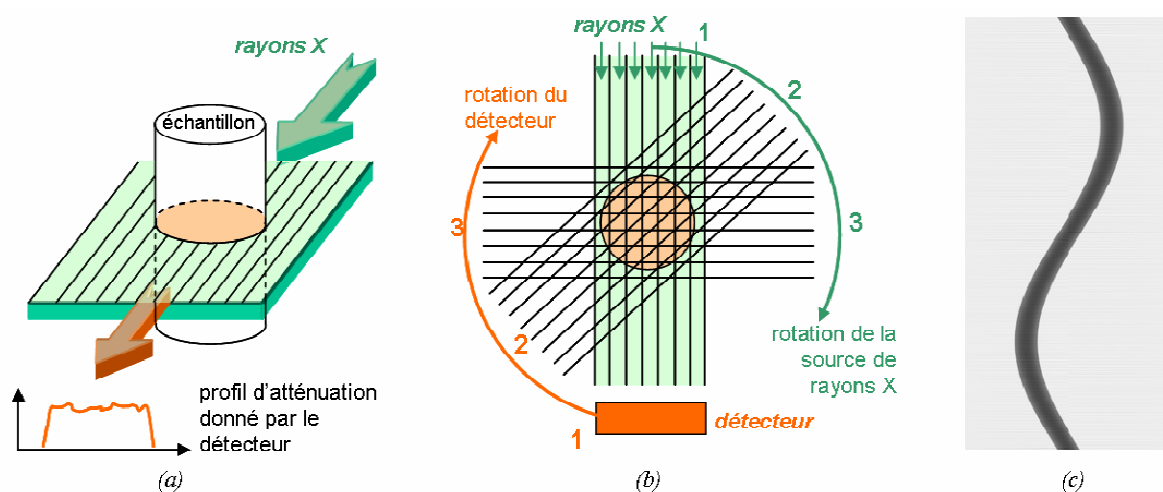 rayons X
échantillon
profil d'atténuation
donné par le
détecteur
(a)
rayons X
1
2
3
rotation du
détecteur
3
2
1
rotation de la
source de
rayons X
détecteur
(b)
(c)